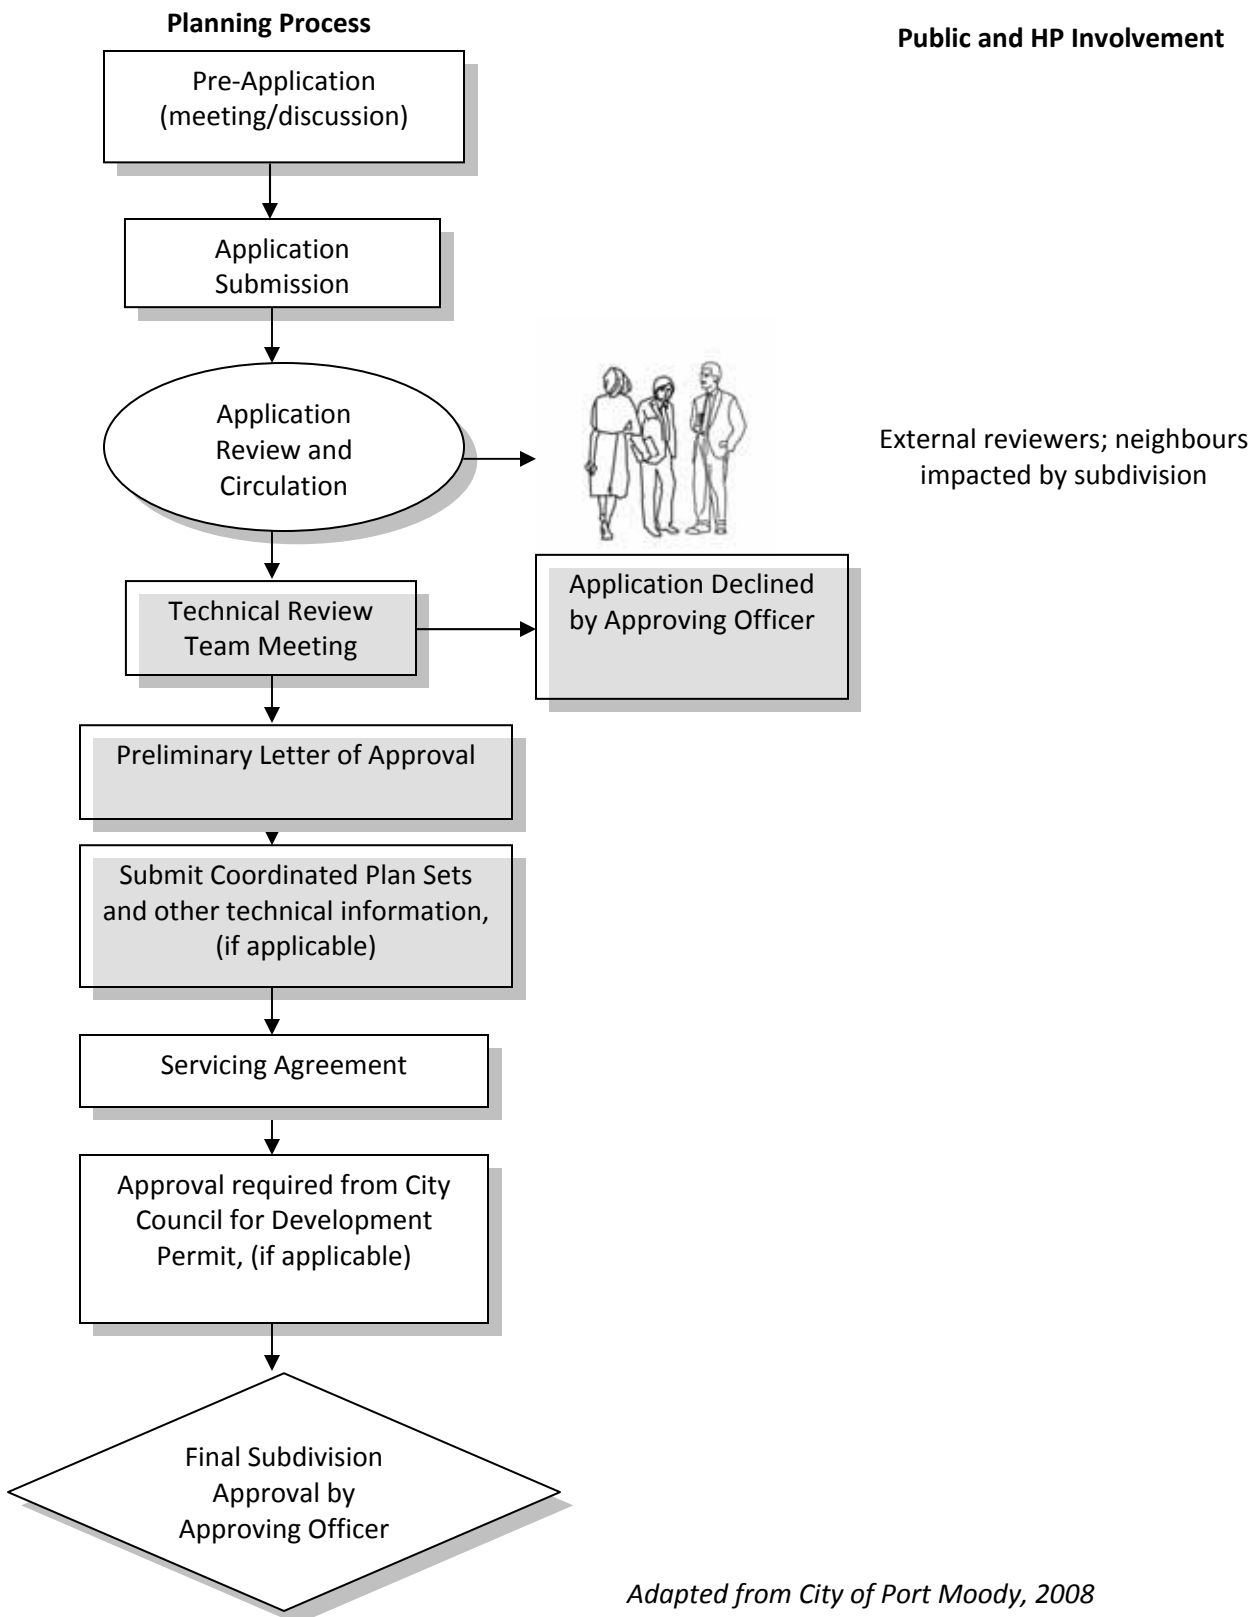 Planning Process
Public and HP Involvement
Pre-Application
(meeting/discussion)
Application
Submission
Application
Review and
Circulation
External reviewers; neighbours
impacted by subdivision
Technical Review
Team Meeting
Application Declined
by Approving Officer
Preliminary Letter of Approval
Submit Coordinated Plan Sets
and other technical information,
(if applicable)
Servicing Agreement
Approval required from City
Council for Development
Permit, (if applicable)
Final Subdivision
Approval by
Approving Officer
Adapted from City of Port Moody, 2008